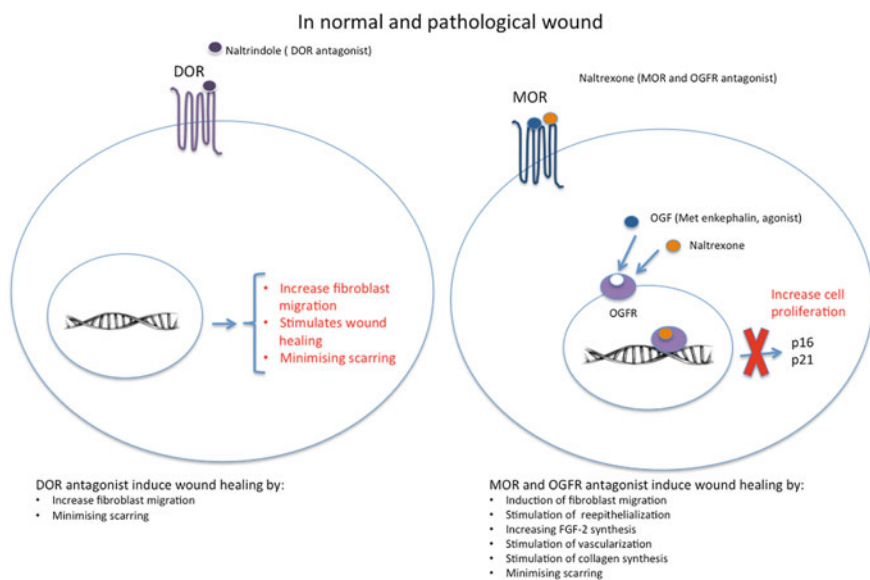 In normal and pathological wound
Naltrindole ( DOR antagonist)
DOR
• Increase fibroblast
migration
• Stimulates wound
healing
• Minimising scarring
DOR antagonist induce wound healing by:
• Increase fibroblast migration
• Minimising scarring
Naltrexone (MOR and OGFR antagonist)
MOR
OGF (Met enkephalin, agonist)
Naltrexone
OGFR
Increase cell
proliferation
p16
p21
MOR and OGFR antagonist induce wound healing by:
• Induction of fibroblast migration
• Stimulation of reepithelialization
• Increasing FGF-2 synthesis
• Stimulation of vascularization
• Stimulation of collagen synthesis
• Minimising scarring